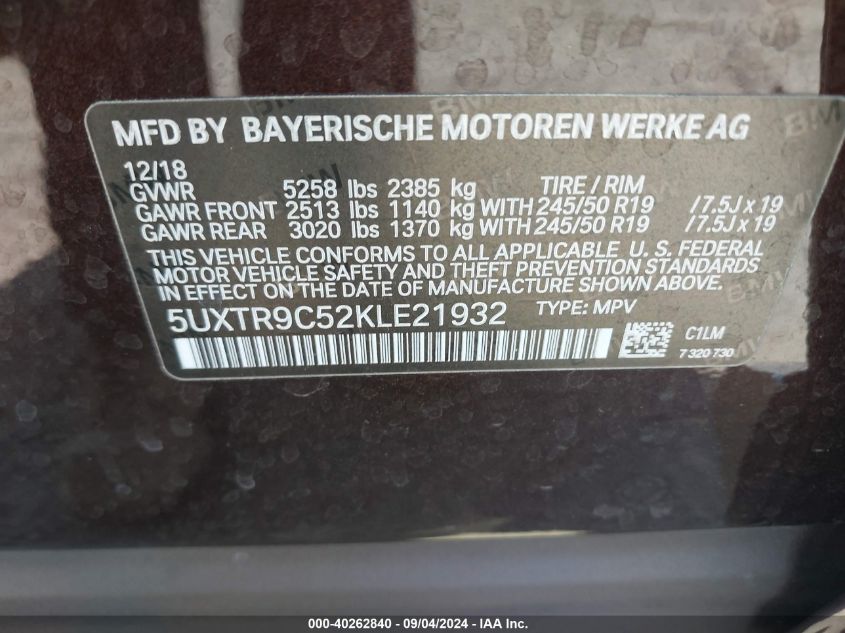 MFD BY BAYERISCHE MOTOREN WERKE AG
12/18
GVWR 5258 lbs 2385 kg TIRE / RIM
GAWR FRONT 2513 lbs 1140 kg WITH 245/50 R19 /7.5J x 19
GAWR REAR 3020 lbs 1370 kg WITH 245/50 R19 /7.5J x 19
THIS VEHICLE CONFORMS TO ALL APPLICABLE U. S. FEDERAL
MOTOR VEHICLE SAFETY AND THEFT PREVENTION STANDARDS
IN EFFECT ON THE DATE OF MANUFACTURE SHOWN ABOVE.
5UXTR9C52KLE21932 TYPE: MPV
C1LM
7 320 730
000-40262840 - 09/04/2024 - IAA Inc.